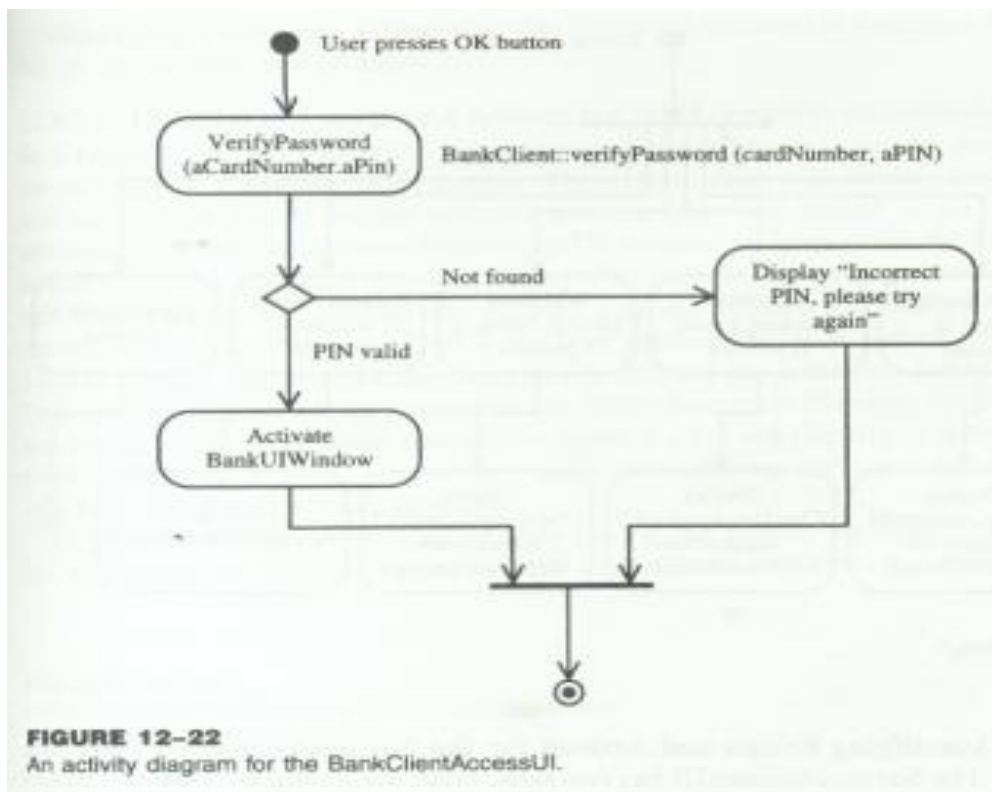 User presses OK button
VerifyPassword
(aCardNumber.aPin)
BankClient::verifyPassword (cardNumber, aPIN)
Not found
Display “Incorrect
PIN, please try
again”
PIN valid
Activate
BankUIWindow
FIGURE 12–22
An activity diagram for the BankClientAccessUI.